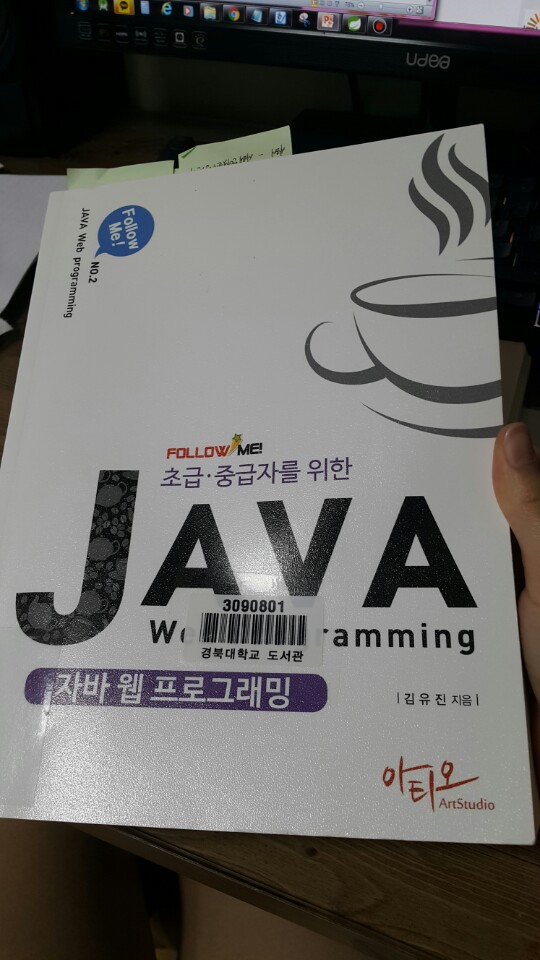 Follow
Me!
NO.2
JAVA Web programming
FOLLOW ME!
초급·중급자를 위한
JAVA
We ramming
3090801
경북대학교 도서관
자바 웹 프로그래밍
|김유진 지음|
아티오
ArtStudio